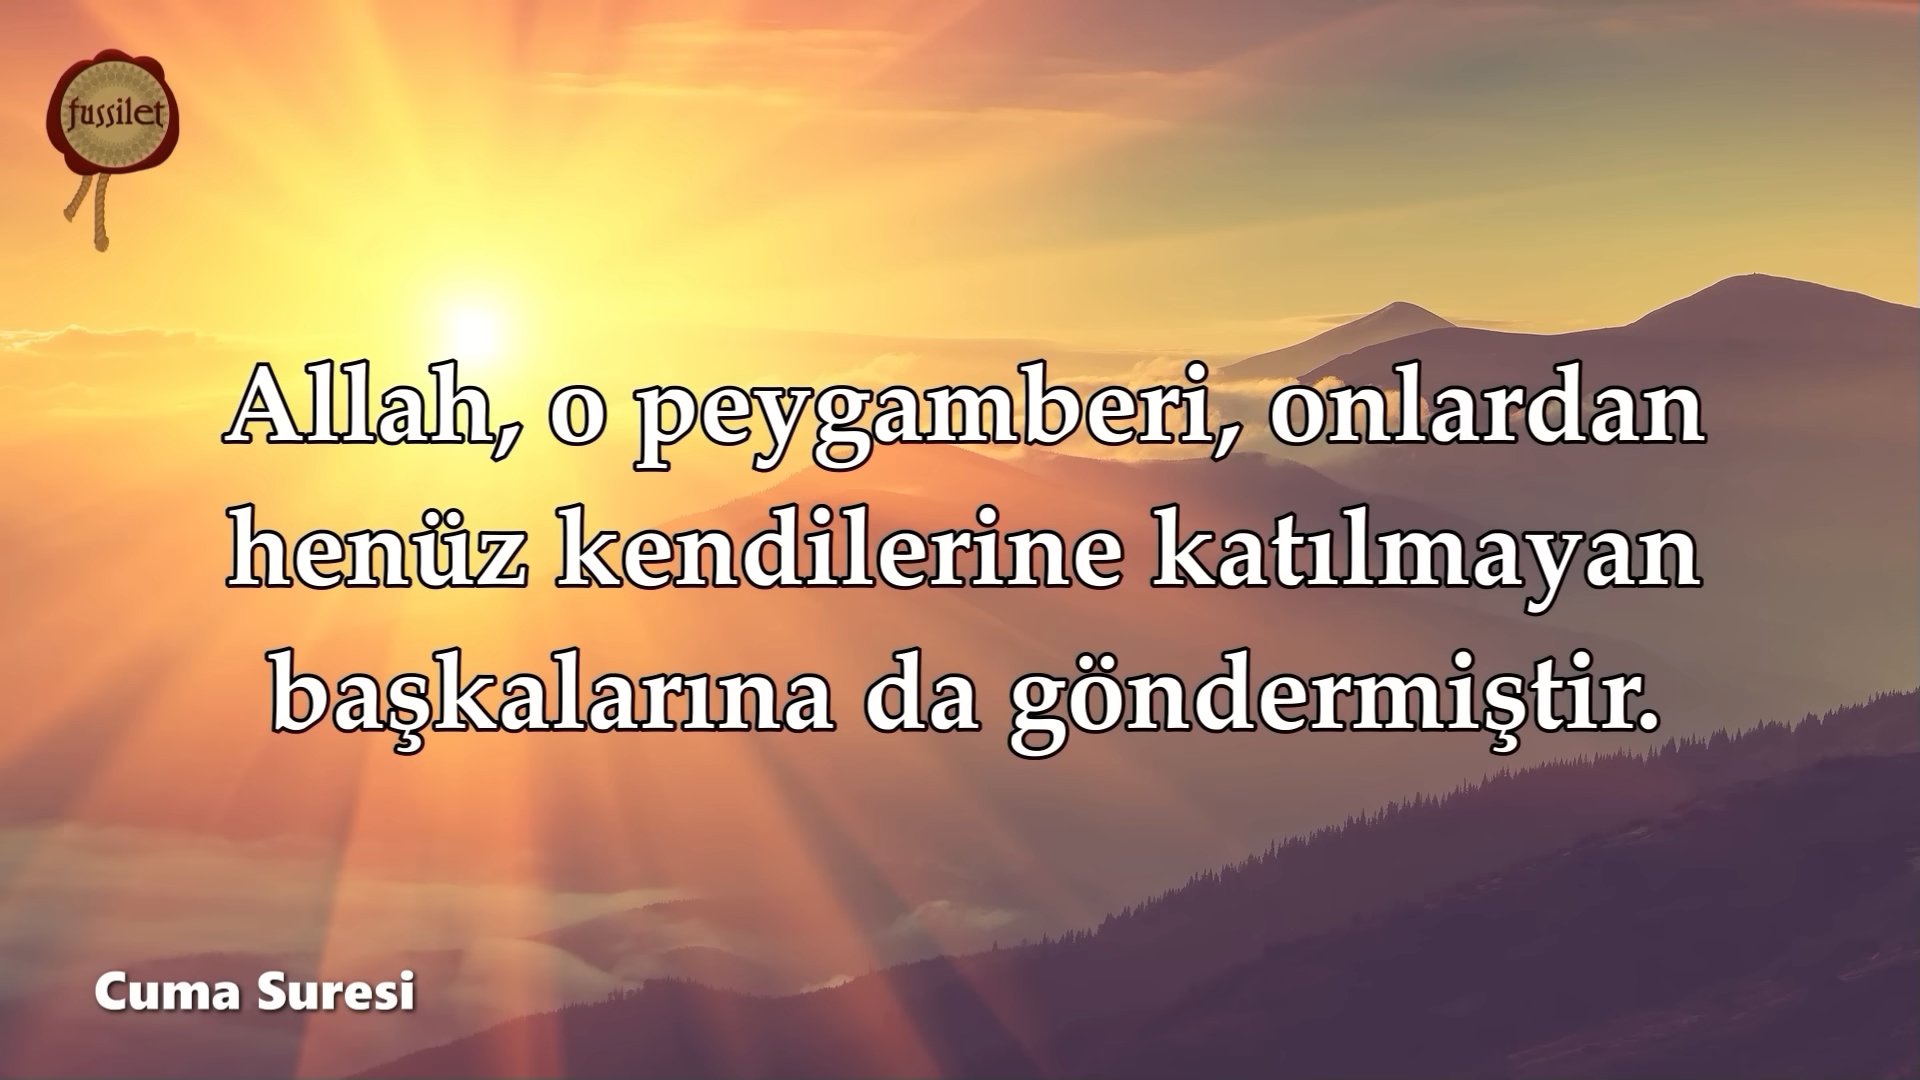 fussilet
Allah, o peygamberi, onlardan
henüz kendilerine katılmayan
başkalarına da göndermiştir.
Cuma Suresi